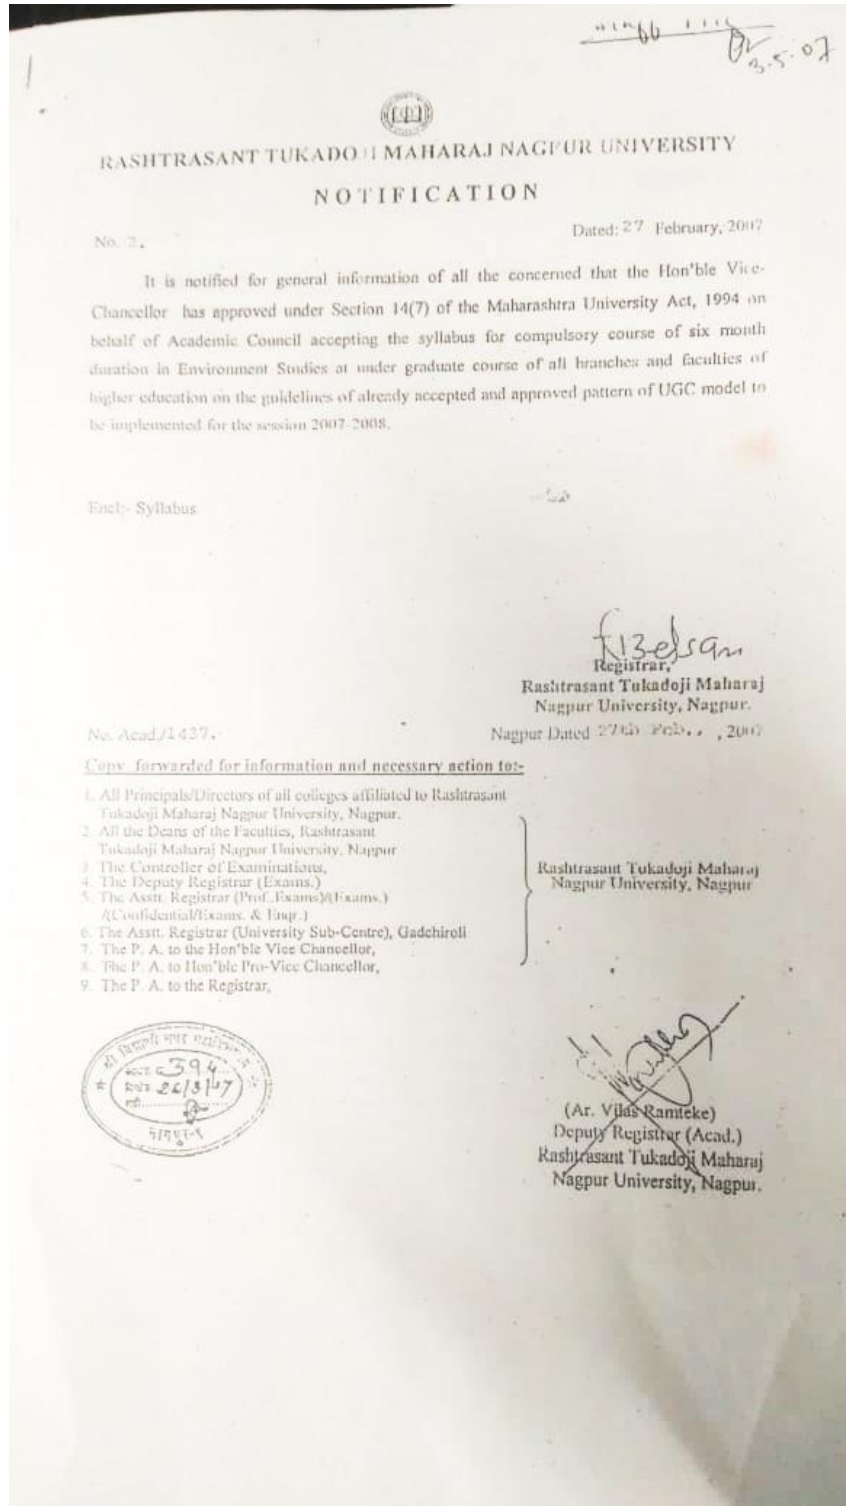 3-5-07
RASHTRASANT TUKADOJI MAHARAJ NAGPUR UNIVERSITY
NOTIFICATION
No. 2.
Dated: 27 February, 2007
It is notified for general information of all the concerned that the Hon'ble Vice-
Chancellor has approved under Section 14(7) of the Maharashtra University Act, 1994 on
behalf of Academic Council accepting the syllabus for compulsory course of six month
duration in Environment Studies at under graduate course of all branches and faculties of
higher education on the guidelines of already accepted and approved pattern of UGC model to
be implemented for the session 2007-2008.
Encl:- Syllabus
Registrar,
Rashtrasant Tukadoji Maharaj
Nagpur University, Nagpur.
No. Acad./1437.
Nagpur Dated 27th Feb., , 2007
Copy forwarded for information and necessary action to:-
1. All Principals/Directors of all colleges affiliated to Rashtrasant
Tukadoji Maharaj Nagpur University, Nagpur.
2. All the Deans of the Faculties, Rashtrasant
Tukadoji Maharaj Nagpur University, Nagpur
3. The Controller of Examinations,
4. The Deputy Registrar (Exams.)
5. The Asstt. Registrar (Prof. Exams)/(Exams.)
/(Confidential/Exams. & Enqr.)
6. The Asstt. Registrar (University Sub-Centre), Gadchiroli
7. The P. A. to the Hon'ble Vice Chancellor,
8. The P. A. to Hon'ble Pro-Vice Chancellor,
9. The P. A. to the Registrar,
Rashtrasant Tukadoji Maharaj
Nagpur University, Nagpur
394
26/3/07
नागपुर-९
(Ar. Vilas Ramteke)
Deputy Registrar (Acad.)
Rashtrasant Tukadoji Maharaj
Nagpur University, Nagpur.